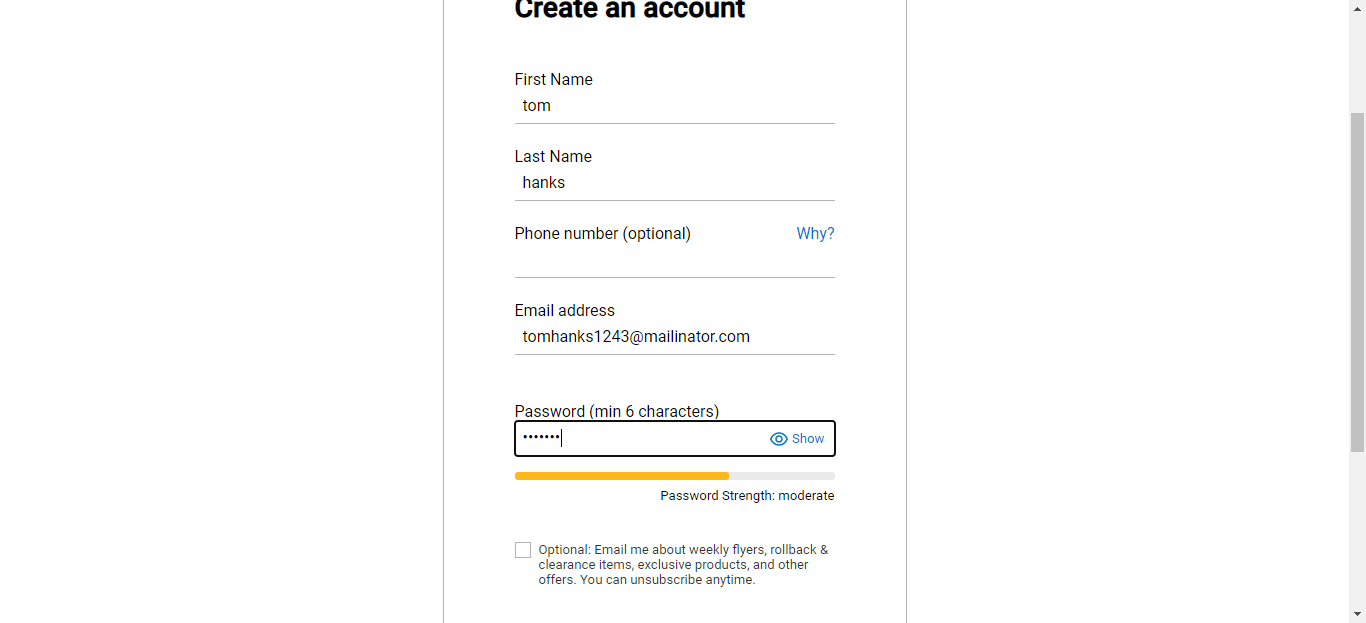 Create an account
First Name
tom
Last Name
hanks
Phone number (optional)
Why?
Email address
tomhanks1243@mailinator.com
Password (min 6 characters)
•••••••
Show
Password Strength: moderate
Optional: Email me about weekly flyers, rollback &
clearance items, exclusive products, and other
offers. You can unsubscribe anytime.